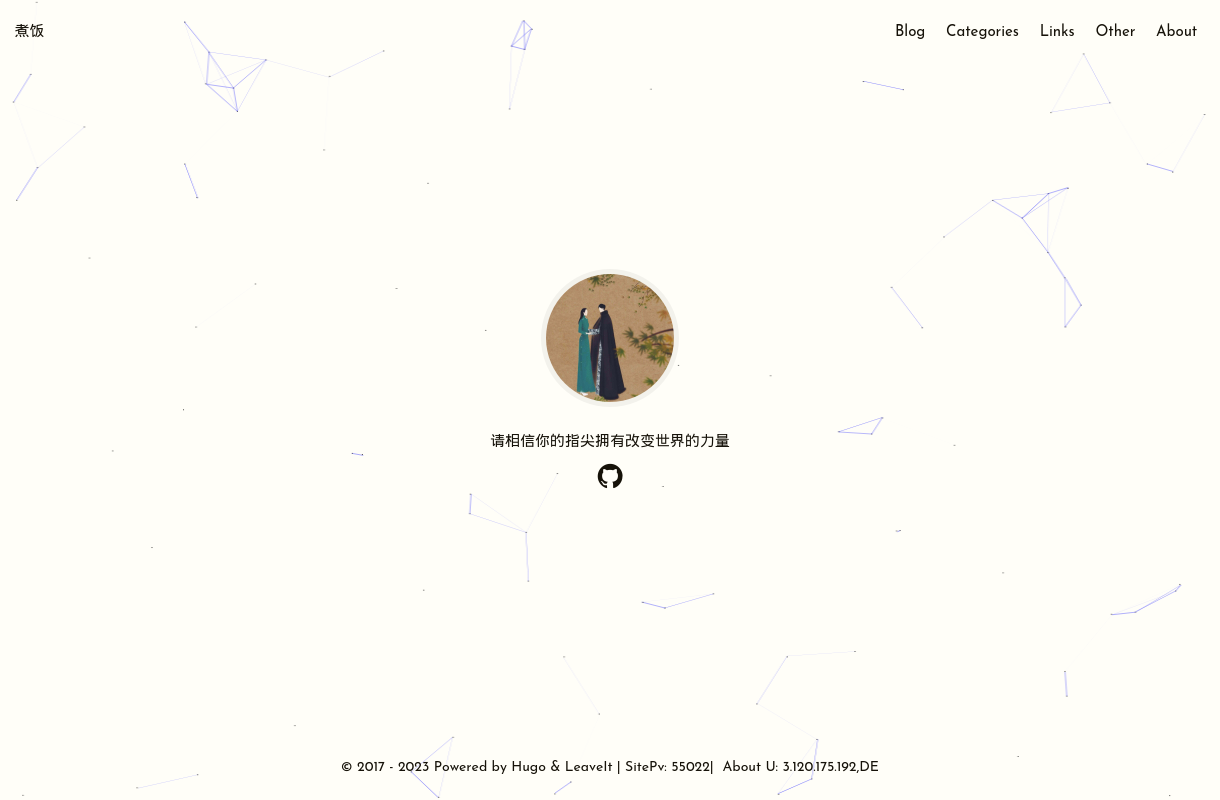 煮饭
Blog Categories Links Other About
请相信你的指尖拥有改变世界的力量
© 2017 - 2023 Powered by Hugo & LeaveIt | SitePv: 55022| About U: 3.120.175.192,DE